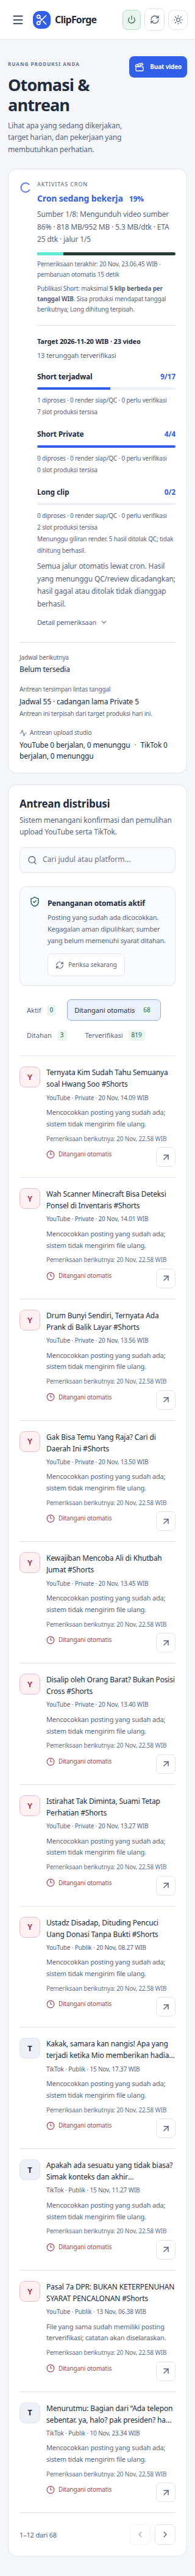 ClipForge
RUANG PRODUKSI ANDA
Otomasi &
antrean
Buat video
Lihat apa yang sedang dikerjakan,
target harian, dan pekerjaan yang
membutuhkan perhatian.
AKTIVITAS CRON
Cron sedang bekerja 19%
Sumber 1/8: Mengunduh video sumber
86% · 818 MB/952 MB · 5.3 MB/dtk · ETA
25 dtk · jalur 1/5
Pemeriksaan terakhir: 20 Nov, 23.06.45 WIB ·
pembaruan otomatis 15 detik
Publikasi Short: maksimal 5 klip berbeda per
tanggal WIB. Sisa produksi mendapat tanggal
berikutnya; Long dihitung terpisah.
Target 2026-11-20 WIB · 23 video
13 terunggah terverifikasi
Short terjadwal 9/17
1 diproses · 0 render siap/QC · 0 perlu verifikasi
7 slot produksi tersisa
Short Private 4/4
0 diproses · 0 render siap/QC · 0 perlu verifikasi
0 slot produksi tersisa
Long clip 0/2
0 diproses · 0 render siap/QC · 0 perlu verifikasi
2 slot produksi tersisa
Menunggu giliran render. 5 hasil ditolak QC; tidak
dihitung berhasil.
Semua jalur otomatis lewat cron. Hasil
yang menunggu QC/review dicadangkan;
hasil gagal atau ditolak tidak dianggap
berhasil.
Detail pemeriksaan
Jadwal berikutnya
Belum tersedia
Antrean tersimpan lintas tanggal
Jadwal 55 · cadangan lama Private 5
Antrean ini terpisah dari target produksi hari ini.
Antrean upload studio
YouTube 0 berjalan, 0 menunggu · TikTok 0
berjalan, 0 menunggu
Antrean distribusi
Sistem menangani konfirmasi dan pemulihan
upload YouTube serta TikTok.
Cari judul atau platform...
Penanganan otomatis aktif
Posting yang sudah ada dicocokkan.
Kegagalan aman dipulihkan; sumber
yang belum memenuhi syarat ditahan.
Periksa sekarang
Aktif 0
Ditangani otomatis 68
Ditahan 3
Terverifikasi 819
Y
Ternyata Kim Sudah Tahu Semuanya
soal Hwang Soo #Shorts
YouTube · Private · 20 Nov, 14.09 WIB
Mencocokkan posting yang sudah ada;
sistem tidak mengirim file ulang.
Pemeriksaan berikutnya: 20 Nov, 22.58 WIB
Ditangani otomatis
Y
Wah Scanner Minecraft Bisa Deteksi
Ponsel di Inventaris #Shorts
YouTube · Private · 20 Nov, 14.01 WIB
Mencocokkan posting yang sudah ada;
sistem tidak mengirim file ulang.
Pemeriksaan berikutnya: 20 Nov, 22.58 WIB
Ditangani otomatis
Y
Drum Bunyi Sendiri, Ternyata Ada
Prank di Balik Layar #Shorts
YouTube · Private · 20 Nov, 13.56 WIB
Mencocokkan posting yang sudah ada;
sistem tidak mengirim file ulang.
Pemeriksaan berikutnya: 20 Nov, 22.58 WIB
Ditangani otomatis
Y
Gak Bisa Temu Yang Raja? Cari di
Daerah Ini #Shorts
YouTube · Private · 20 Nov, 13.50 WIB
Mencocokkan posting yang sudah ada;
sistem tidak mengirim file ulang.
Pemeriksaan berikutnya: 20 Nov, 22.58 WIB
Ditangani otomatis
Y
Kewajiban Mencoba Ali di Khutbah
Jumat #Shorts
YouTube · Private · 20 Nov, 13.45 WIB
Mencocokkan posting yang sudah ada;
sistem tidak mengirim file ulang.
Pemeriksaan berikutnya: 20 Nov, 22.58 WIB
Ditangani otomatis
Y
Disalip oleh Orang Barat? Bukan Posisi
Cross #Shorts
YouTube · Private · 20 Nov, 13.40 WIB
Mencocokkan posting yang sudah ada;
sistem tidak mengirim file ulang.
Pemeriksaan berikutnya: 20 Nov, 22.58 WIB
Ditangani otomatis
Y
Istirahat Tak Diminta, Suami Tetap
Perhatian #Shorts
YouTube · Private · 20 Nov, 13.27 WIB
Mencocokkan posting yang sudah ada;
sistem tidak mengirim file ulang.
Pemeriksaan berikutnya: 20 Nov, 22.58 WIB
Ditangani otomatis
Y
Ustadz Disadap, Dituding Pencuci
Uang Donasi Tanpa Bukti #Shorts
YouTube · Publik · 20 Nov, 08.27 WIB
Mencocokkan posting yang sudah ada;
sistem tidak mengirim file ulang.
Pemeriksaan berikutnya: 20 Nov, 22.58 WIB
Ditangani otomatis
T
Kakak, samara kan nangis! Apa yang
terjadi ketika Mio memberikan hadia...
TikTok · Publik · 15 Nov, 17.37 WIB
Mencocokkan posting yang sudah ada;
sistem tidak mengirim file ulang.
Pemeriksaan berikutnya: 20 Nov, 22.58 WIB
Ditangani otomatis
T
Apakah ada sesuatu yang tidak biasa?
Simak konteks dan akhir...
TikTok · Publik · 15 Nov, 11.27 WIB
Mencocokkan posting yang sudah ada;
sistem tidak mengirim file ulang.
Pemeriksaan berikutnya: 20 Nov, 22.58 WIB
Ditangani otomatis
Y
Pasal 7a DPR: BUKAN KETERPENUHAN
SYARAT PENCALONAN #Shorts
YouTube · Publik · 13 Nov, 06.38 WIB
File yang sama sudah memiliki posting
terverifikasi; catatan akan diselaraskan.
Pemeriksaan berikutnya: 20 Nov, 22.58 WIB
Ditangani otomatis
T
Menurutmu: Bagian dari “Ada telepon
sebentar. ya, halo? pak presiden? ha...
TikTok · Publik · 10 Nov, 23.34 WIB
Mencocokkan posting yang sudah ada;
sistem tidak mengirim file ulang.
Pemeriksaan berikutnya: 20 Nov, 22.58 WIB
Ditangani otomatis
1–12 dari 68